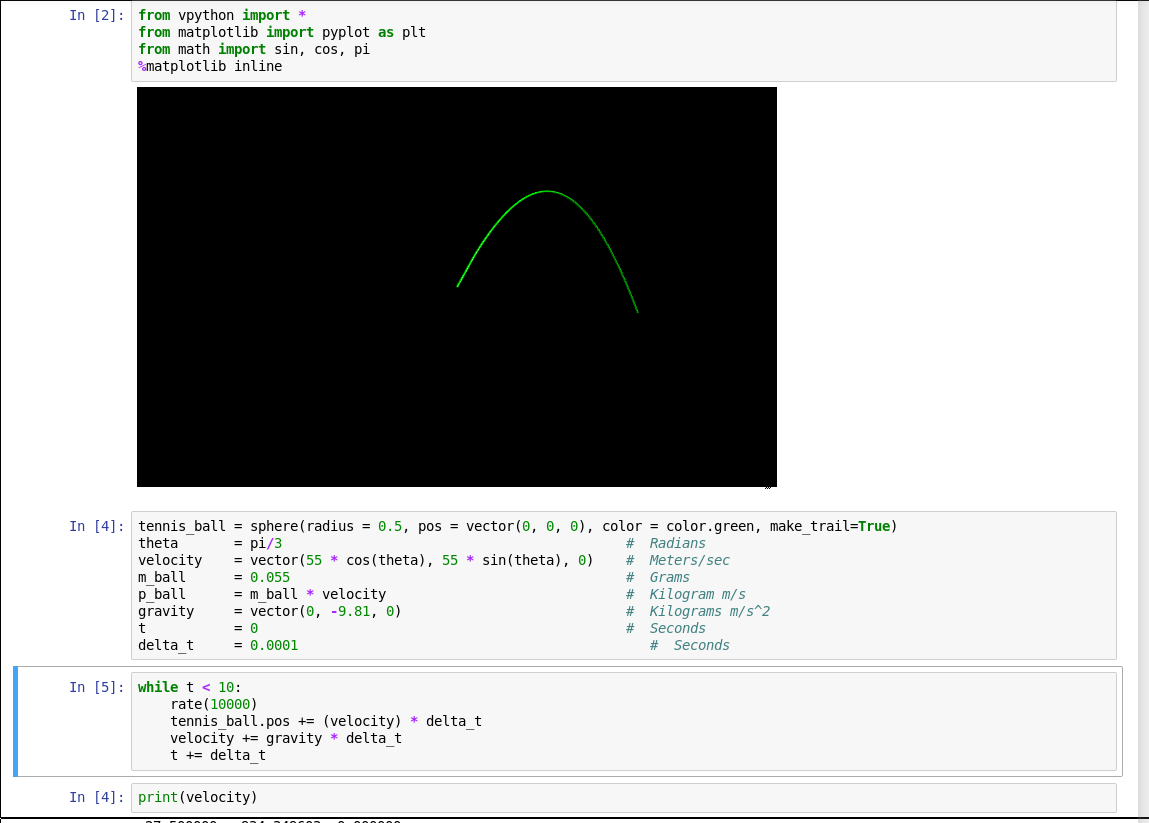 In [2]: from vpython import *
from matplotlib import pyplot as plt
from math import sin, cos, pi
%matplotlib inline
In [4]: tennis_ball = sphere(radius = 0.5, pos = vector(0, 0, 0), color = color.green, make_trail=True)
theta       = pi/3                                           #  Radians
velocity    = vector(55 * cos(theta), 55 * sin(theta), 0)    #  Meters/sec
m_ball      = 0.055                                          #  Grams
p_ball      = m_ball * velocity                              #  Kilogram m/s
gravity     = vector(0, -9.81, 0)                            #  Kilograms m/s^2
t           = 0                                              #  Seconds
delta_t     = 0.0001                                            #  Seconds
In [5]: while t < 10:
    rate(10000)
    tennis_ball.pos += (velocity) * delta_t
    velocity += gravity * delta_t
    t += delta_t
In [4]: print(velocity)